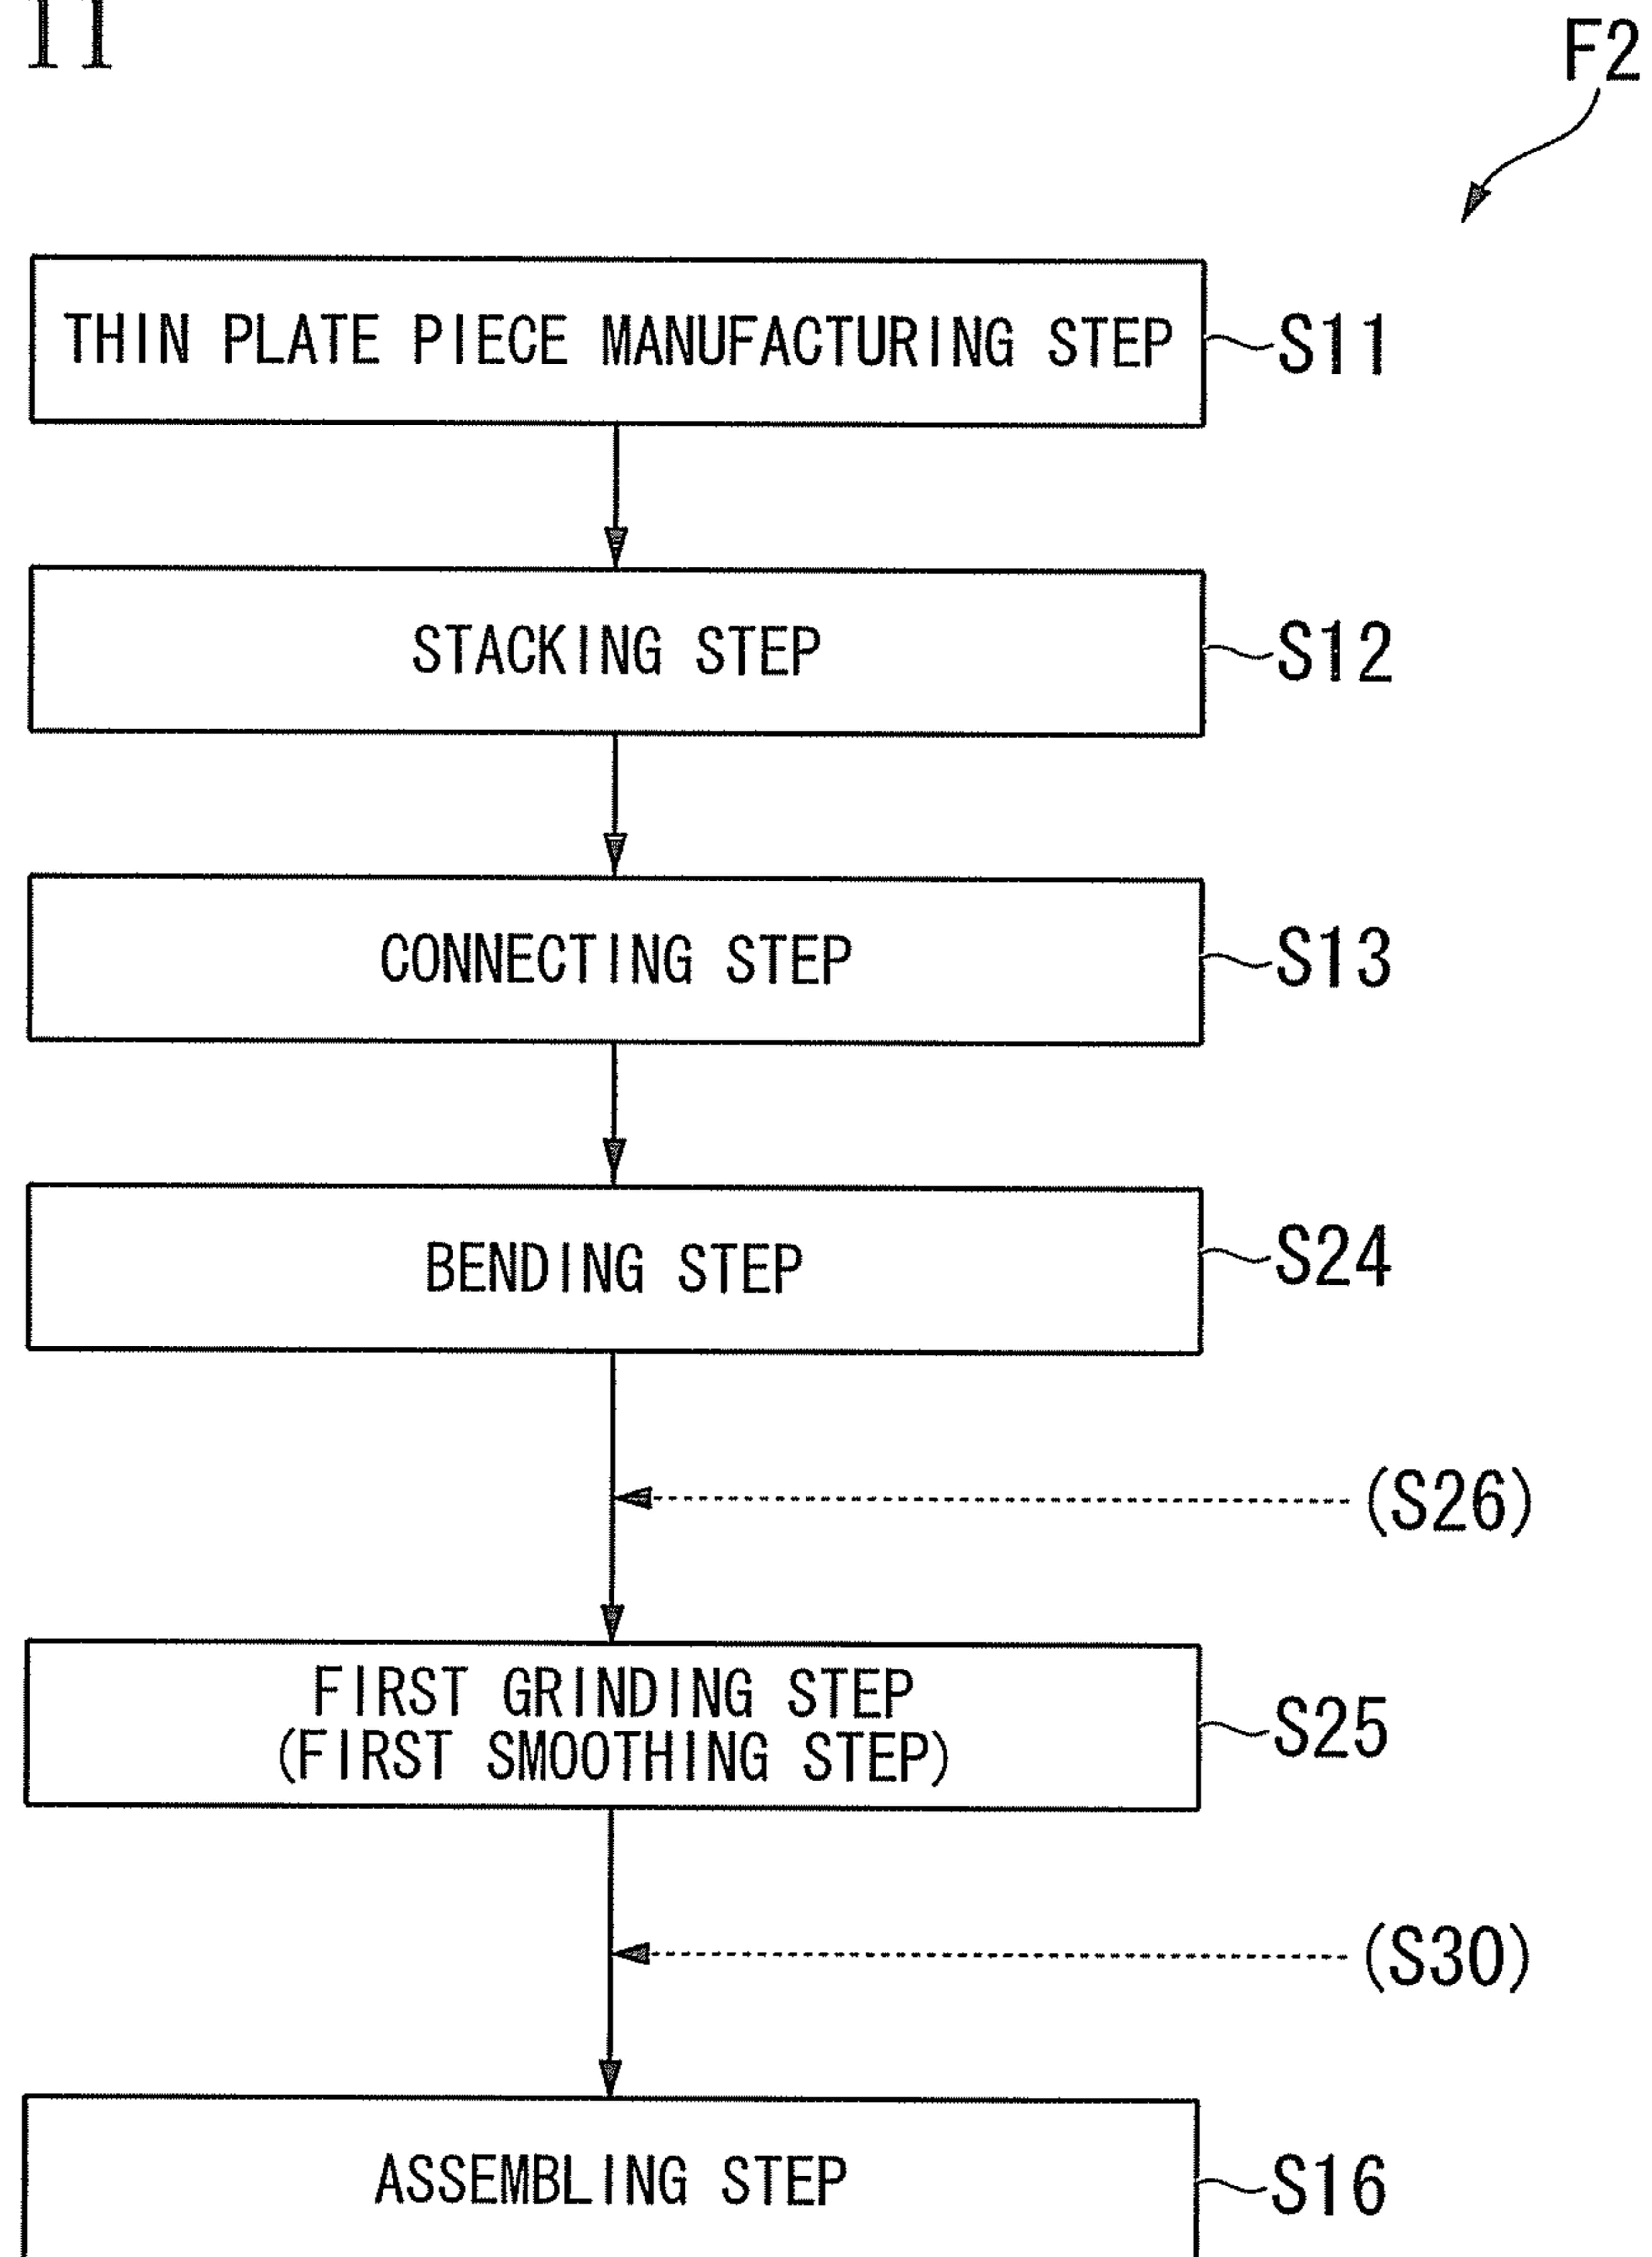 11
F2
THIN PLATE PIECE MANUFACTURING STEP
S11
STACKING STEP
S12
CONNECTING STEP
S13
BENDING STEP
S24
(S26)
FIRST GRINDING STEP
(FIRST SMOOTHING STEP)
S25
(S30)
ASSEMBLING STEP
S16